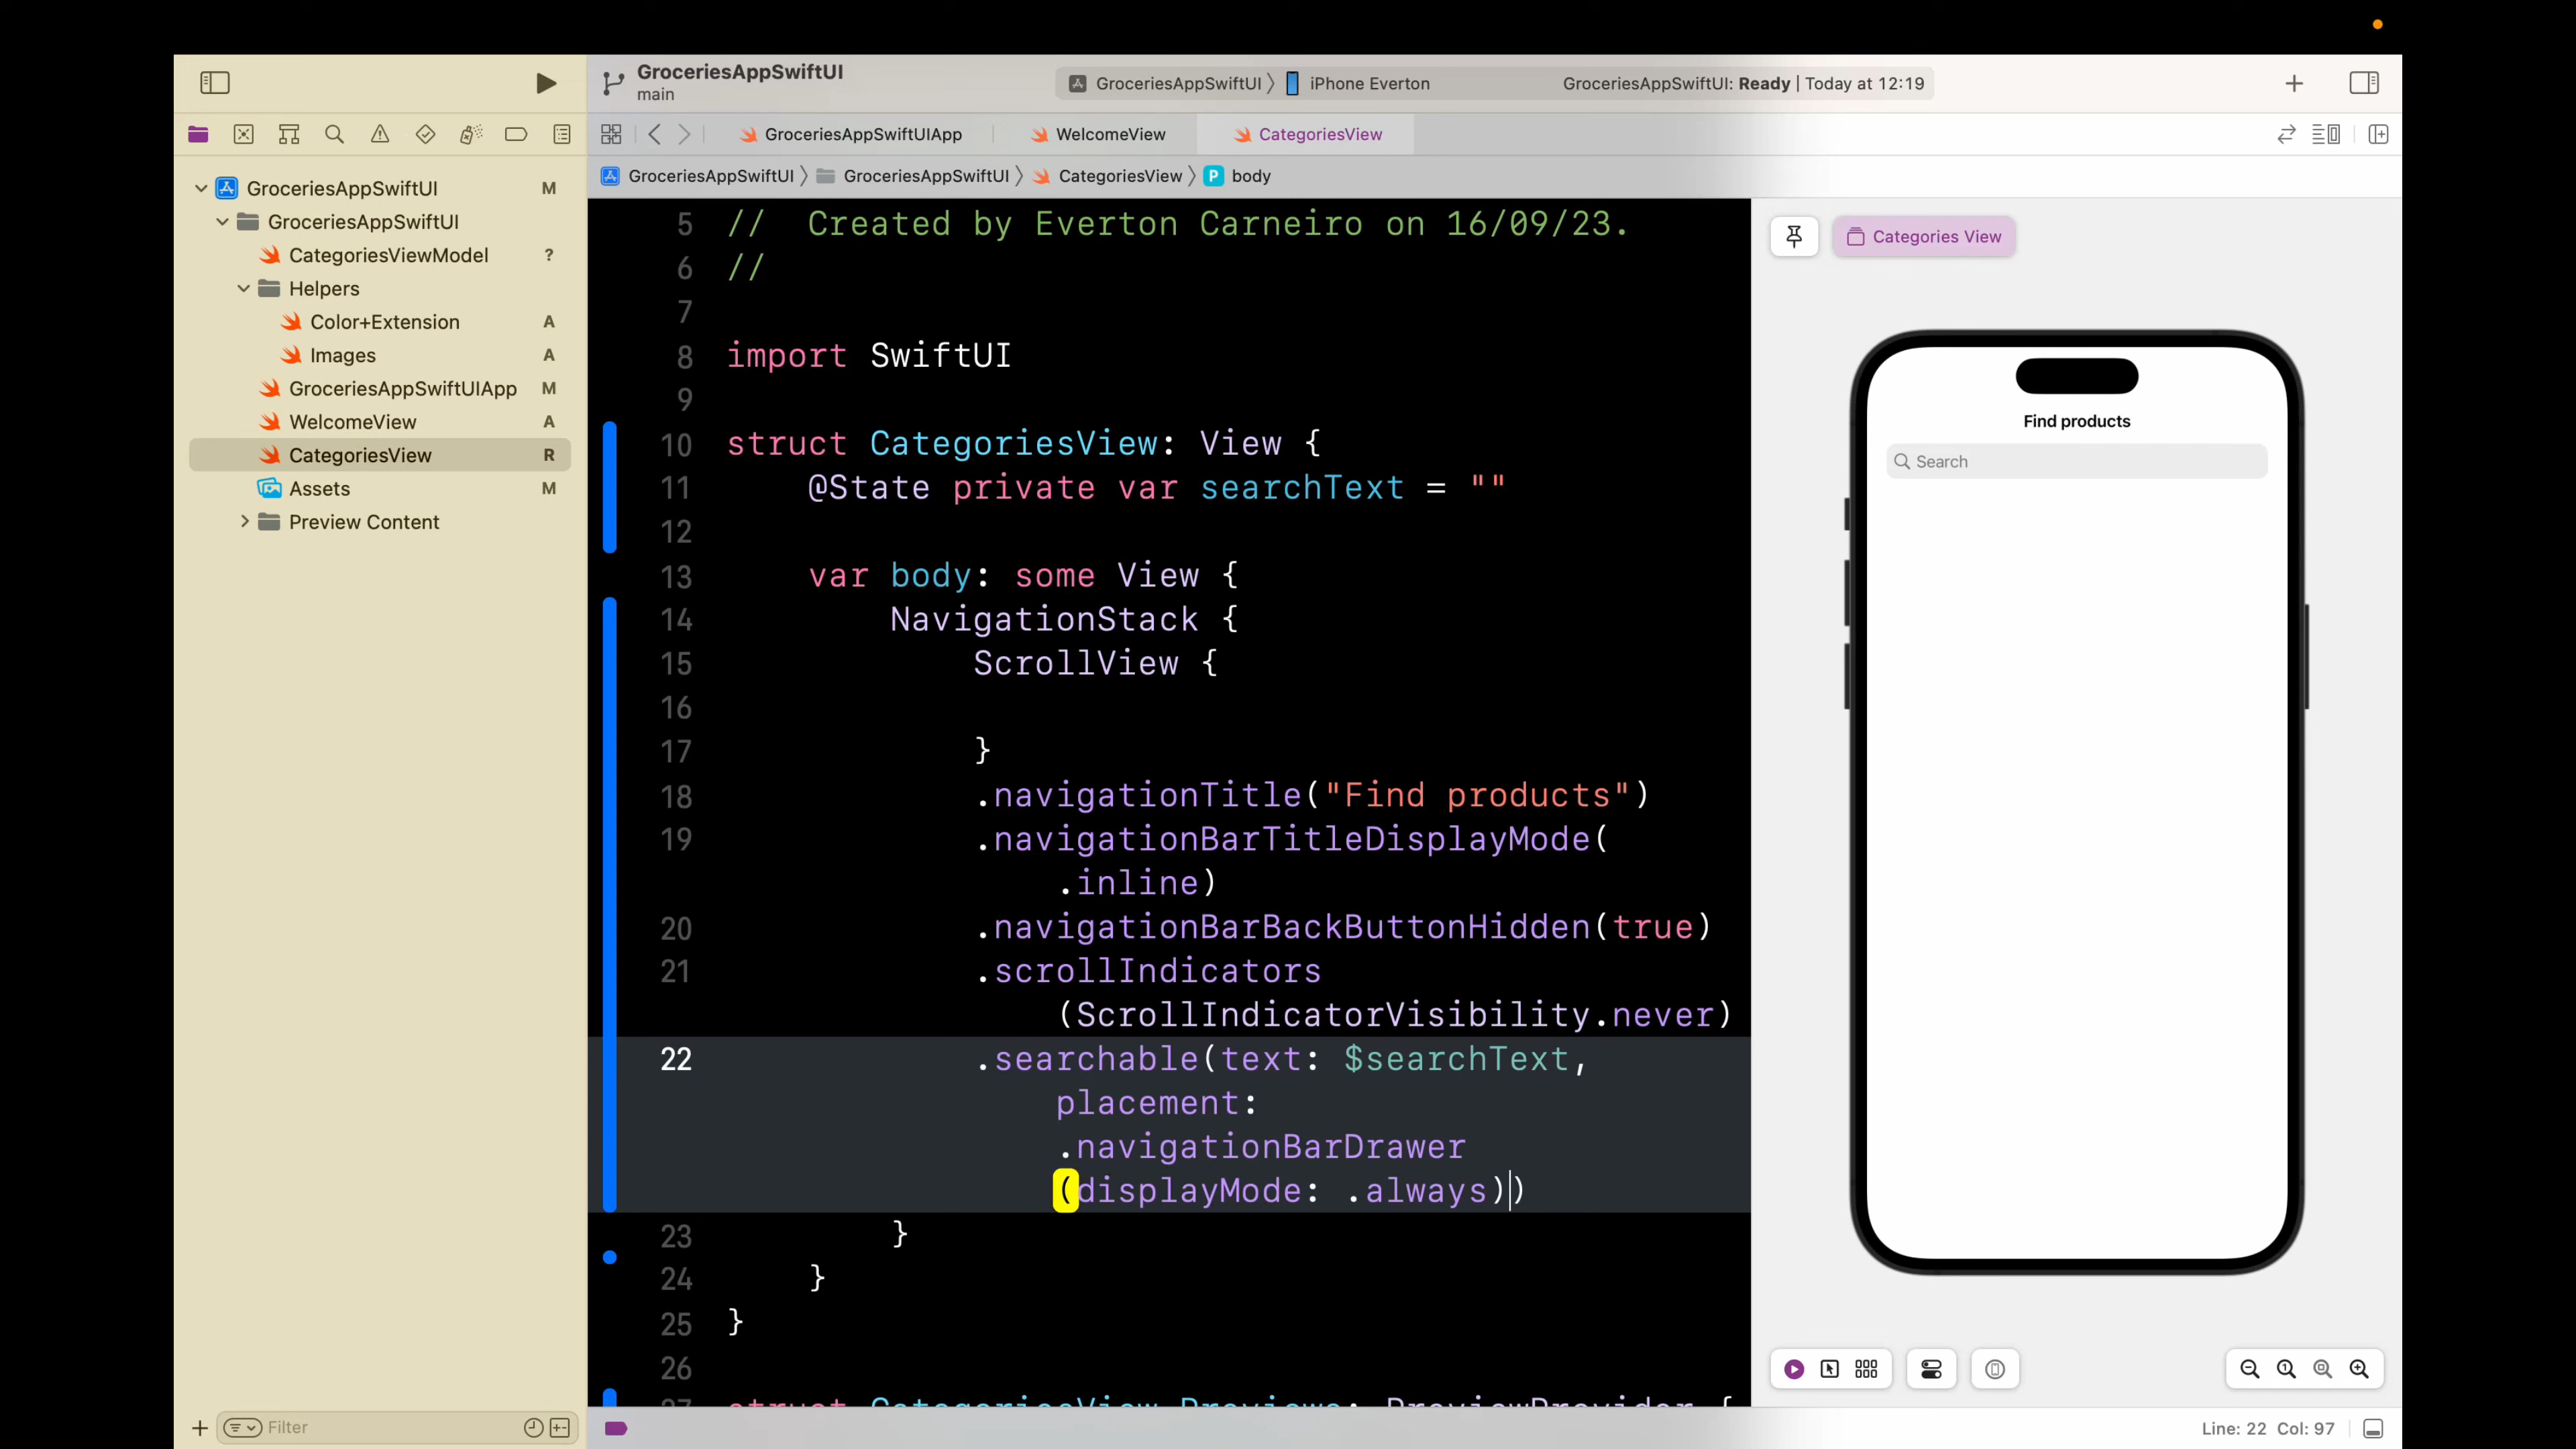 GroceriesAppSwiftUI
main
GroceriesAppSwiftUI
iPhone Everton
GroceriesAppSwiftUI: Ready | Today at 12:19
GroceriesAppSwiftUIApp
WelcomeView
CategoriesView
GroceriesAppSwiftUI
GroceriesAppSwiftUI
CategoriesView
P body
GroceriesAppSwiftUI M
GroceriesAppSwiftUI
CategoriesViewModel ?
Helpers
Color+Extension A
Images A
GroceriesAppSwiftUIApp M
WelcomeView A
CategoriesView R
Assets M
Preview Content
Filter
5 //  Created by Everton Carneiro on 16/09/23.
6 //
7
8 import SwiftUI
9
10 struct CategoriesView: View {
11 @State private var searchText = ""
12
13 var body: some View {
14 NavigationStack {
15 ScrollView {
16
17 }
18 .navigationTitle("Find products")
19 .navigationBarTitleDisplayMode(
.inline)
20 .navigationBarBackButtonHidden(true)
21 .scrollIndicators
(ScrollIndicatorVisibility.never)
22 .searchable(text: $searchText,
placement:
.navigationBarDrawer
(displayMode: .always))
23 }
24 }
25 }
26
27 struct CategoriesView_Previews: PreviewProvider {
Categories View
Find products
Search
Line: 22 Col: 97